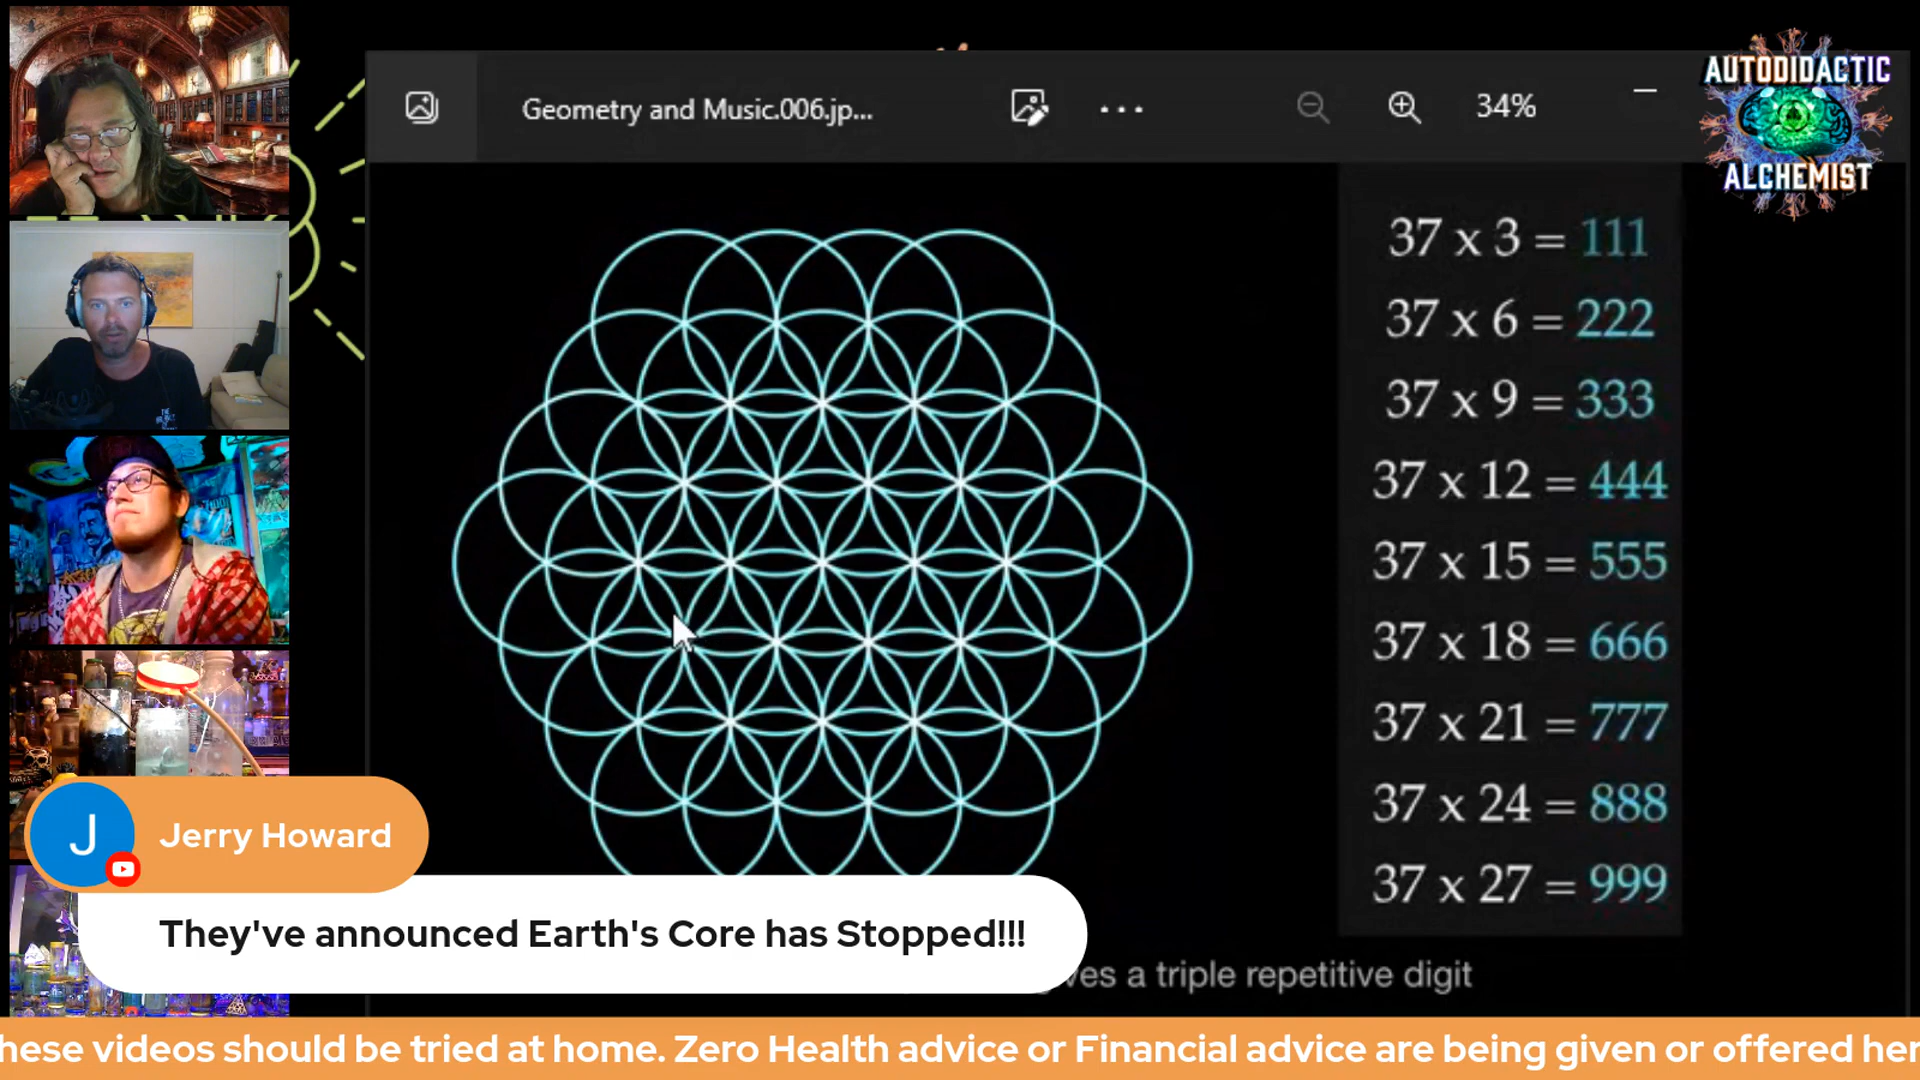 Geometry and Music.006.jp...
34%
AUTODIDACTIC
ALCHEMIST
37 x 3 = 111
37 x 6 = 222
37 x 9 = 333
37 x 12 = 444
37 x 15 = 555
37 x 18 = 666
37 x 21 = 777
37 x 24 = 888
37 x 27 = 999
J
Jerry Howard
They've announced Earth's Core has Stopped!!!
ves a triple repetitive digit
hese videos should be tried at home. Zero Health advice or Financial advice are being given or offered her